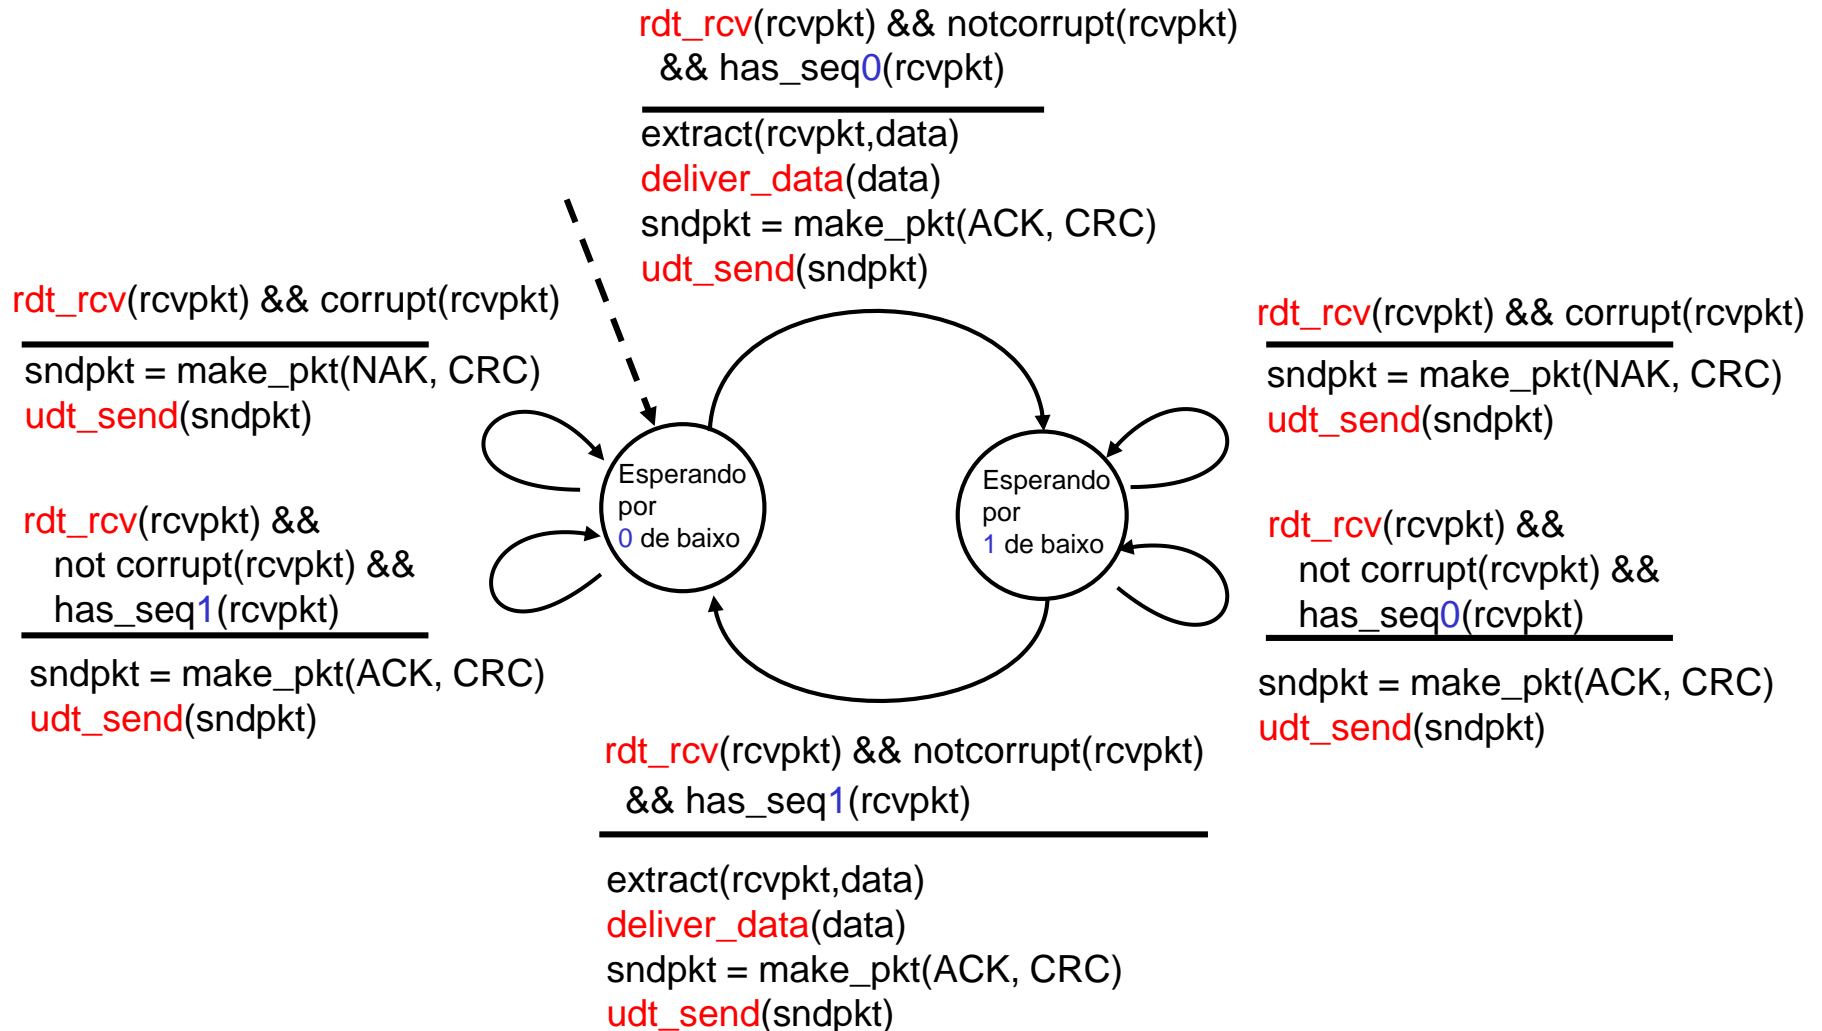 rdt_rcv(rcvpkt) && notcorrupt(rcvpkt)
&& has_seq0(rcvpkt)
extract(rcvpkt,data)
deliver_data(data)
sndpkt = make_pkt(ACK, CRC)
udt_send(sndpkt)
rdt_rcv(rcvpkt) && corrupt(rcvpkt)
sndpkt = make_pkt(NAK, CRC)
udt_send(sndpkt)
rdt_rcv(rcvpkt) &&
not corrupt(rcvpkt) &&
has_seq1(rcvpkt)
sndpkt = make_pkt(ACK, CRC)
udt_send(sndpkt)
Esperando
por
0 de baixo
Esperando
por
1 de baixo
rdt_rcv(rcvpkt) && corrupt(rcvpkt)
sndpkt = make_pkt(NAK, CRC)
udt_send(sndpkt)
rdt_rcv(rcvpkt) &&
not corrupt(rcvpkt) &&
has_seq0(rcvpkt)
sndpkt = make_pkt(ACK, CRC)
udt_send(sndpkt)
rdt_rcv(rcvpkt) && notcorrupt(rcvpkt)
&& has_seq1(rcvpkt)
extract(rcvpkt,data)
deliver_data(data)
sndpkt = make_pkt(ACK, CRC)
udt_send(sndpkt)